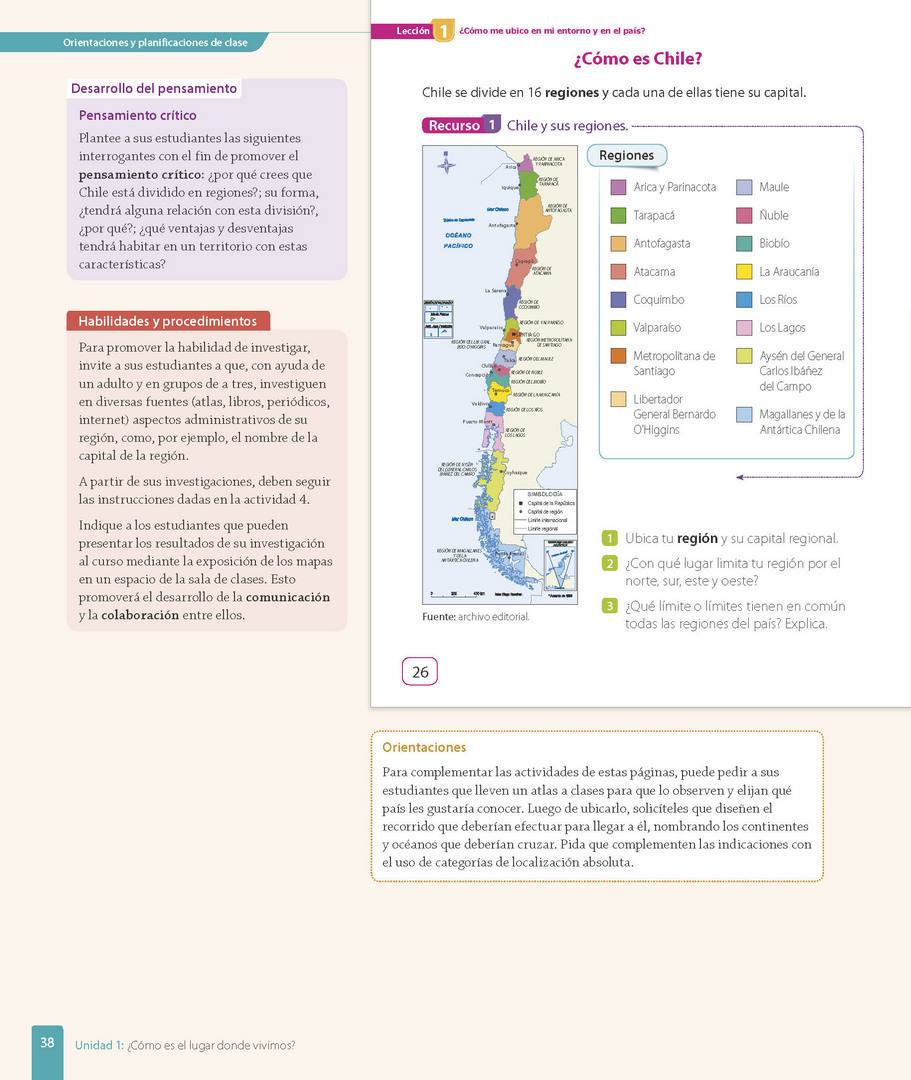 Orientaciones y planificaciones de clase
Desarrollo del pensamiento
Pensamiento crítico
Plantee a sus estudiantes las siguientes
interrogantes con el fin de promover el
pensamiento crítico: ¿por qué crees que
Chile está dividido en regiones?; su forma,
¿tendrá alguna relación con esta división?,
¿por qué?; ¿qué ventajas y desventajas
tendrá habitar en un territorio con estas
características?
Habilidades y procedimientos
Para promover la habilidad de investigar,
invite a sus estudiantes a que, con ayuda de
un adulto y en grupos de a tres, investiguen
en diversas fuentes (atlas, libros, periódicos,
internet) aspectos administrativos de su
región, como, por ejemplo, el nombre de la
capital de la región.
A partir de sus investigaciones, deben seguir
las instrucciones dadas en la actividad 4.
Indique a los estudiantes que pueden
presentar los resultados de su investigación
al curso mediante la exposición de los mapas
en un espacio de la sala de clases. Esto
promoverá el desarrollo de la comunicación
y la colaboración entre ellos.
Lección 1 ¿Cómo me ubico en mi entorno y en el país?
¿Cómo es Chile?
Chile se divide en 16 regiones y cada una de ellas tiene su capital.
Recurso 1 Chile y sus regiones.
REGIÓN DE ARICA
Y PARINACOTA
Arica
REGIÓN DE
TARAPACÁ
Iquique
REGIÓN DE
ANTOFAGASTA
Mar Chileno
Antofagasta
OCÉANO
PACÍFICO
Copiapó
REGIÓN DE
ATACAMA
La Serena
REGIÓN DE
COQUIMBO
REGIÓN DE VALPARAÍSO
Valparaíso
SANTIAGO
REGIÓN METROPOLITANA
DE SANTIAGO
Rancagua
Talca
REGIÓN DEL MAULE
REGIÓN DE ÑUBLE
Concepción
REGIÓN DEL BIOBÍO
Temuco
REGIÓN DE LA ARAUCANÍA
Valdivia
REGIÓN DE LOS RÍOS
Puerto Montt
REGIÓN DE
LOS LAGOS
REGIÓN DE AYSÉN
DEL GENERAL CARLOS
IBÁÑEZ DEL CAMPO
Coyhaique
Mar Chileno
SIMBOLOGÍA
Capital de la República
Capital de región
Límite internacional
Límite regional
REGIÓN DE MAGALLANES
Y DE LA
ANTÁRTICA CHILENA
Punta Arenas
Regiones
Arica y Parinacota
Tarapacá
Antofagasta
Atacama
Coquimbo
Valparaíso
Metropolitana de
Santiago
Libertador
General Bernardo
O'Higgins
Maule
Ñuble
Biobío
La Araucanía
Los Ríos
Los Lagos
Aysén del General
Carlos Ibáñez
del Campo
Magallanes y de la
Antártica Chilena
Fuente: archivo editorial.
1 Ubica tu región y su capital regional.
2 ¿Con qué lugar limita tu región por el
norte, sur, este y oeste?
3 ¿Qué límite o límites tienen en común
todas las regiones del país? Explica.
26
Orientaciones
Para complementar las actividades de estas páginas, puede pedir a sus
estudiantes que lleven un atlas a clases para que lo observen y elijan qué
país les gustaría conocer. Luego de ubicarlo, solicíteles que diseñen el
recorrido que deberían efectuar para llegar a él, nombrando los continentes
y océanos que deberían cruzar. Pida que complementen las indicaciones con
el uso de categorías de localización absoluta.
38 Unidad 1: ¿Cómo es el lugar donde vivimos?